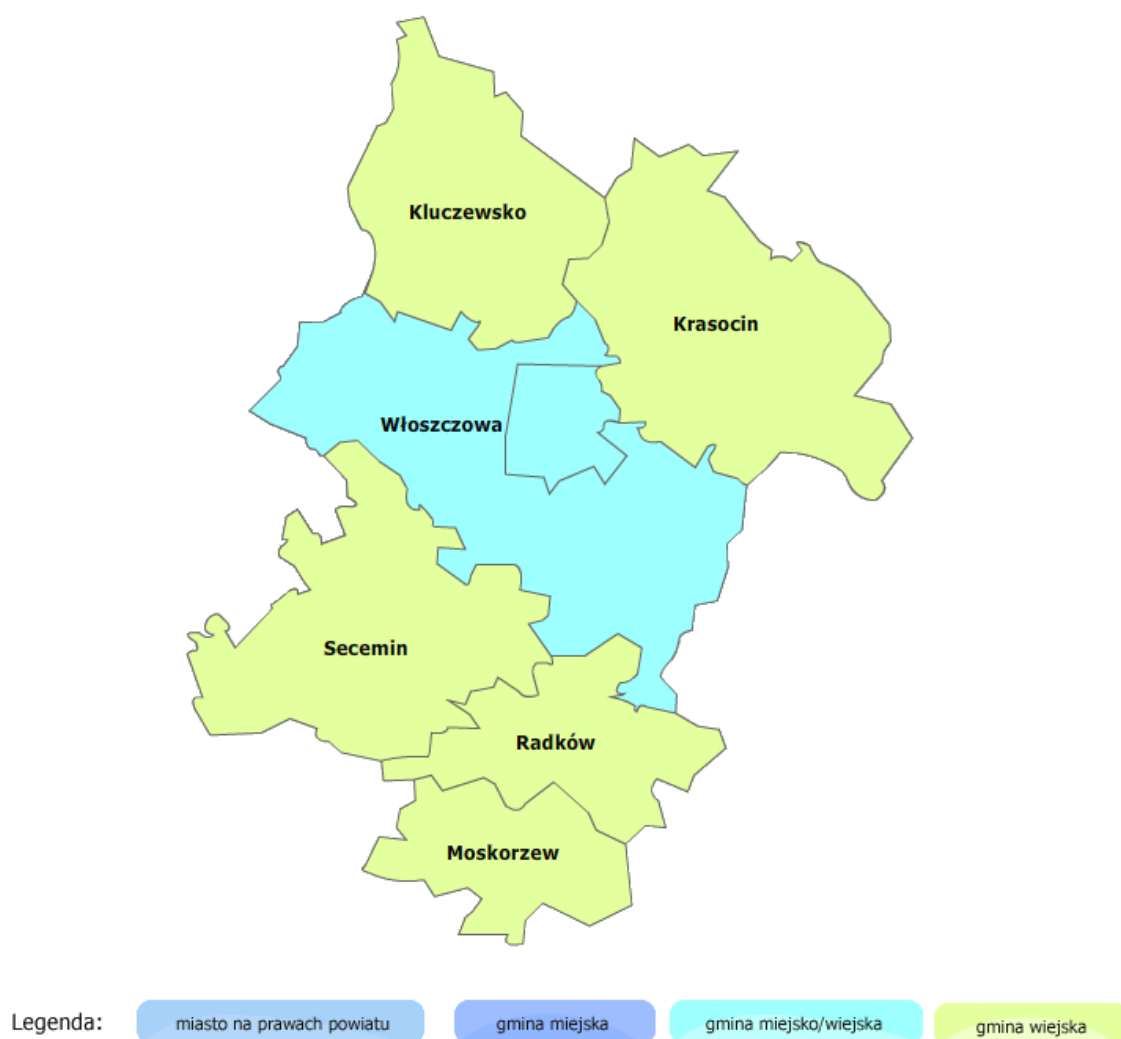 Kluczewsko
Krasocin
Włoszczowa
Secemin
Radków
Moskorzew
Legenda: miasto na prawach powiatu gmina miejska gmina miejsko/wiejska gmina wiejska